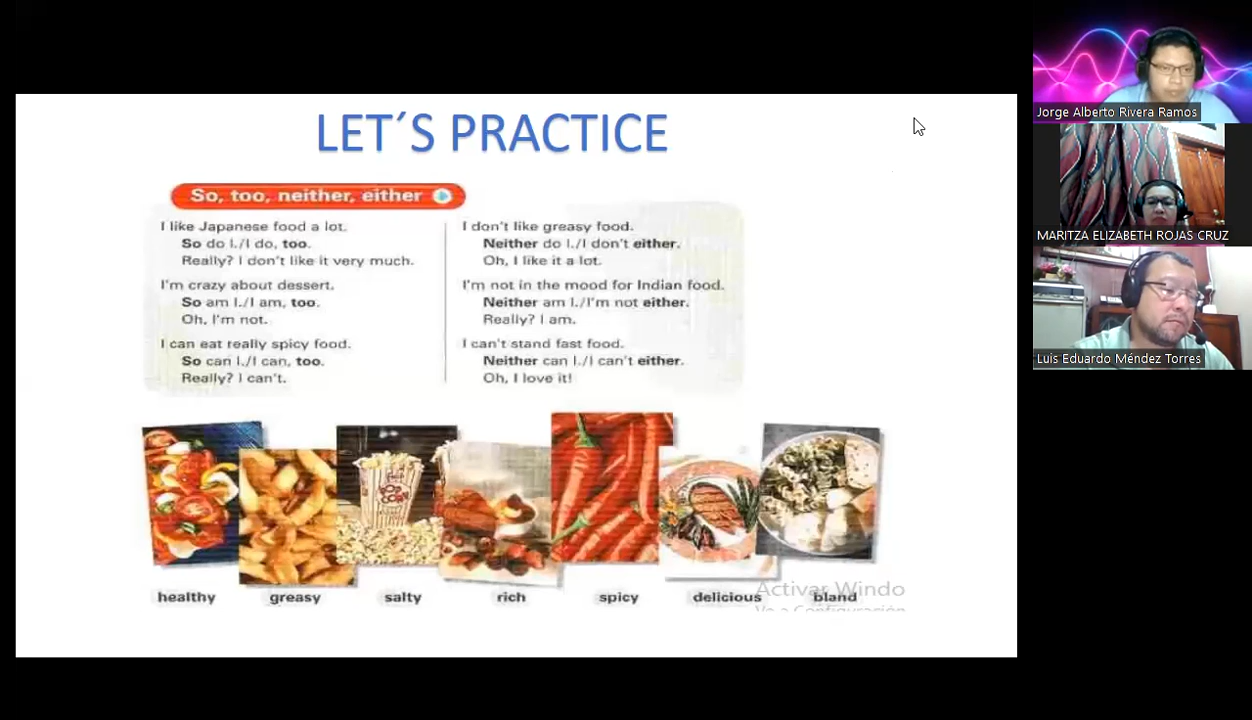 LET´S PRACTICE
So, too, neither, either
I like Japanese food a lot.
So do I./I do, too.
Really? I don't like it very much.
I'm crazy about dessert.
So am I./I am, too.
Oh, I'm not.
I can eat really spicy food.
So can I./I can, too.
Really? I can't.
I don't like greasy food.
Neither do I./I don't either.
Oh, I like it a lot.
I'm not in the mood for Indian food.
Neither am I./I'm not either.
Really? I am.
I can't stand fast food.
Neither can I./I can't either.
Oh, I love it!
POP
CORN
healthy greasy salty rich spicy delicious bland
Activar Windo
Ve a Configuración
Jorge Alberto Rivera Ramos
MARITZA ELIZABETH ROJAS CRUZ
Luis Eduardo Méndez Torres